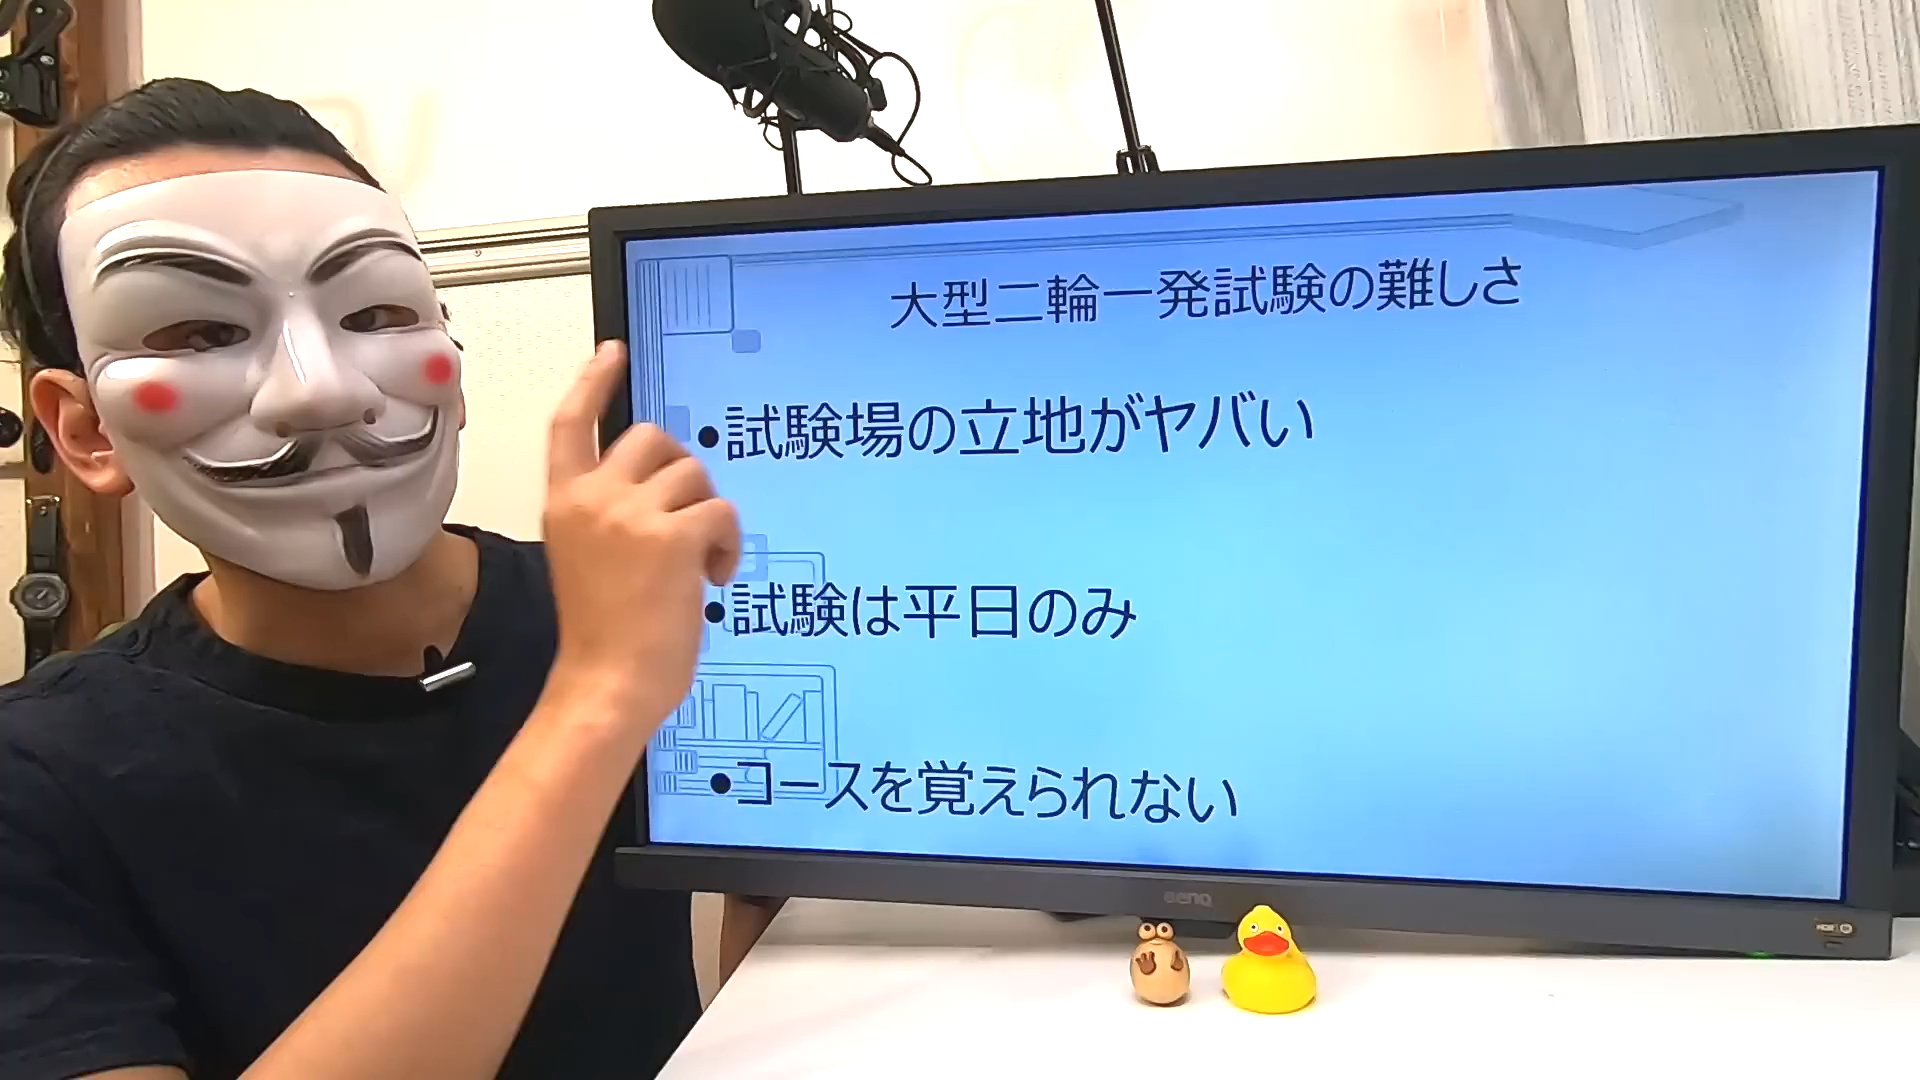 大型二輪一発試験の難しさ
•試験場の立地がヤバい
•試験は平日のみ
•コースを覚えられない
BenQ
HDR